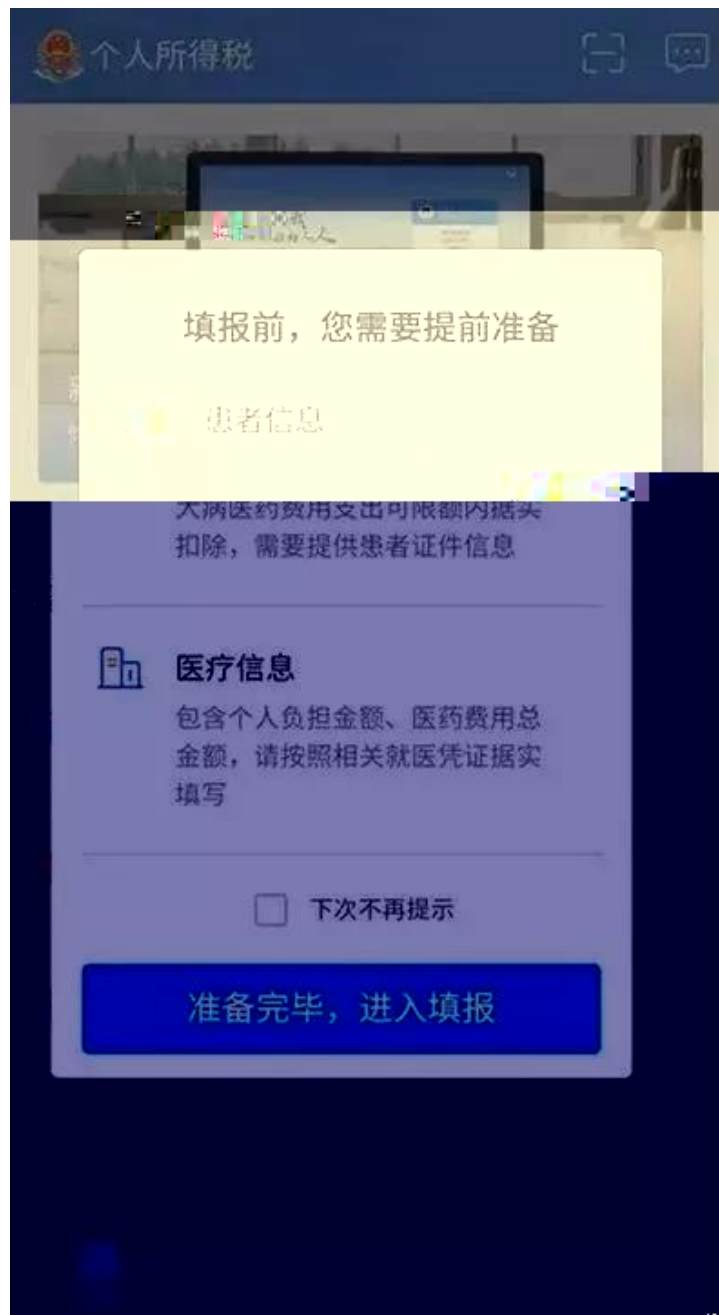 个人所得税
填报前，您需要提前准备
患者信息
大病医药费用支出可限额内据实
扣除，需要提供患者证件信息
医疗信息
包含个人负担金额、医药费用总
金额，请按照相关就医凭证据实
填写
下次不再提示
准备完毕，进入填报